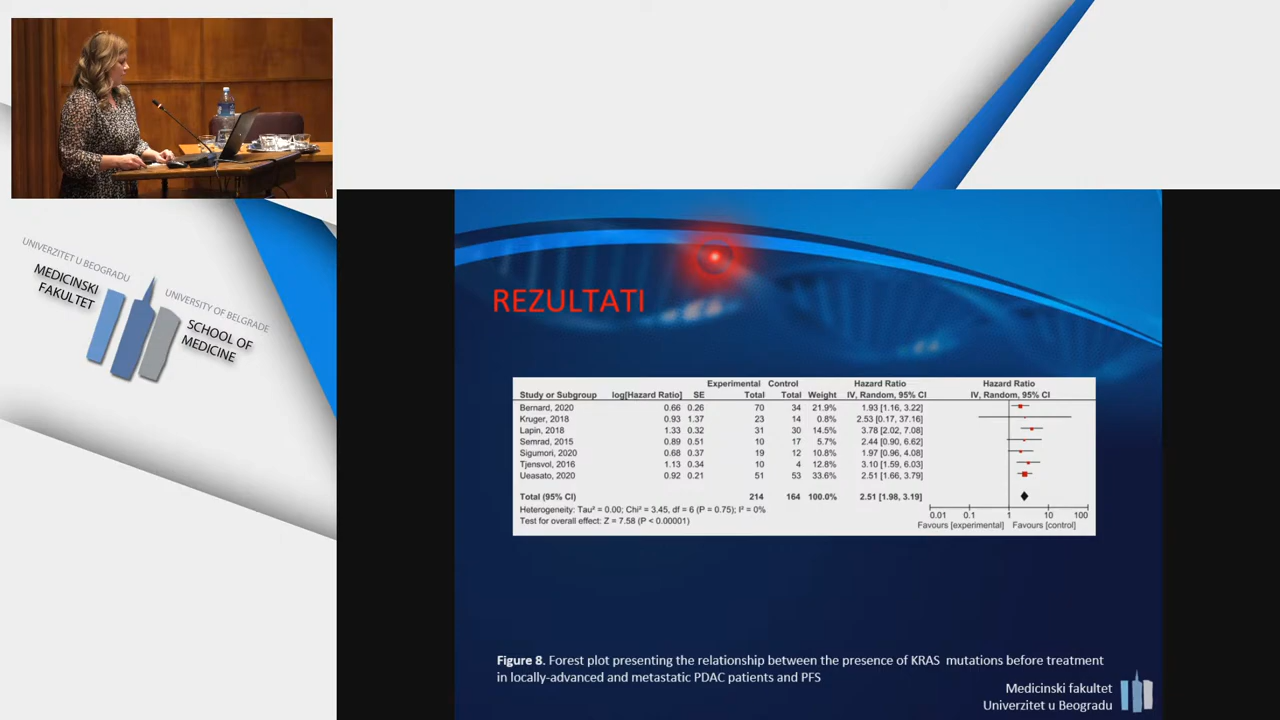 UNIVERZITET U BEOGRADU
MEDICINSKI
FAKULTET
UNIVERSITY OF BELGRADE
SCHOOL OF
MEDICINE
REZULTATI
Experimental Control Hazard Ratio Hazard Ratio
Study or Subgroup log[Hazard Ratio] SE Total Total Weight IV, Random, 95% CI IV, Random, 95% CI
Bernard, 2020 0.66 0.26 70 34 21.9% 1.93 [1.16, 3.22]
Kruger, 2018 0.93 1.37 23 14 0.8% 2.53 [0.17, 37.16]
Lapin, 2018 1.33 0.32 31 30 14.5% 3.78 [2.02, 7.08]
Semrad, 2015 0.89 0.51 10 17 5.7% 2.44 [0.90, 6.62]
Sigumori, 2020 0.68 0.37 19 12 10.8% 1.97 [0.96, 4.08]
Tjensvol, 2016 1.13 0.34 10 4 12.8% 3.10 [1.59, 6.03]
Ueasato, 2020 0.92 0.21 51 53 33.6% 2.51 [1.66, 3.79]
Total (95% CI) 214 164 100.0% 2.51 [1.98, 3.19]
Heterogeneity: Tau² = 0.00; Chi² = 3.45, df = 6 (P = 0.75); I² = 0%
Test for overall effect: Z = 7.58 (P < 0.00001)
0.01 0.1 1 10 100
Favours [experimental] Favours [control]
Figure 8. Forest plot presenting the relationship between the presence of KRAS mutations before treatment
in locally-advanced and metastatic PDAC patients and PFS
Medicinski fakultet
Univerzitet u Beogradu